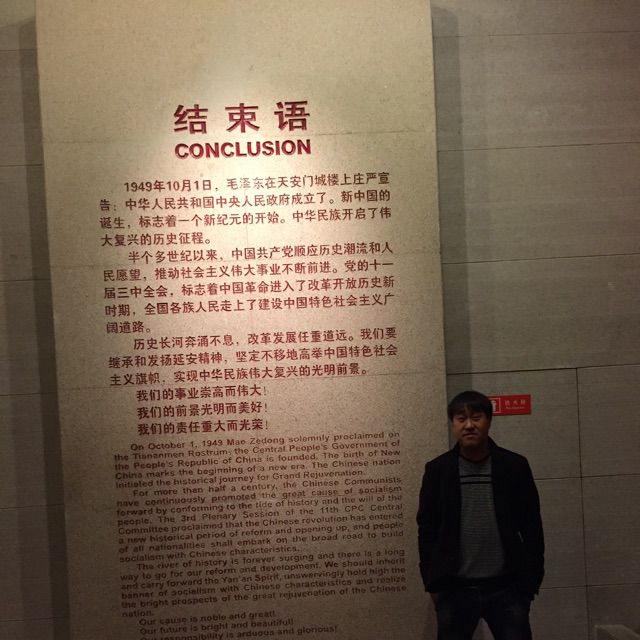 结束语
CONCLUSION
1949年10月1日，毛泽东在天安门城楼上庄严宣
告：中华人民共和国中央人民政府成立了。新中国的
诞生，标志着一个新纪元的开始。中华民族开启了伟
大复兴的历史征程。
半个多世纪以来，中国共产党顺应历史潮流和人
民愿望，推动社会主义伟大事业不断前进。党的十一
届三中全会，标志着中国革命进入了改革开放历史新
时期，全国各族人民走上了建设中国特色社会主义广
阔道路。
历史长河奔涌不息，改革发展任重道远。我们要
继承和发扬延安精神，坚定不移地高举中国特色社会
主义旗帜，实现中华民族伟大复兴的光明前景。
我们的事业崇高而伟大！
我们的前景光明而美好！
我们的责任重大而光荣！
On October 1, 1949 Mao Zedong solemnly proclaimed on
the Tiananmen Rostrum, the Central People's Government of
the People's Republic of China is founded. The birth of New
China marks the beginning of a new era. The Chinese nation
initiated the historical journey for Grand Rejuvenation.
For more than half a century, the Chinese Communists
have continuously promoted the great cause of socialism
forward by conforming to the tide of history and the will of the
people. The 3rd Plenary Session of the 11th CPC Central
Committee proclaimed that the Chinese revolution has entered
a new historical period of reform and opening up, and people
of all nationalities shall embark on the broad road to build
socialism with Chinese characteristics.
The river of history is forever surging and there is a long
way to go for our reform and development. We should inherit
and carry forward the Yan'an Spirit, unswervingly hold high the
banner of socialism with Chinese characteristics and realize
the bright prospects of the great rejuvenation of the Chinese
nation.
Our cause is noble and great!
Our future is bright and beautiful!
Our responsibility is arduous and glorious!
消火栓